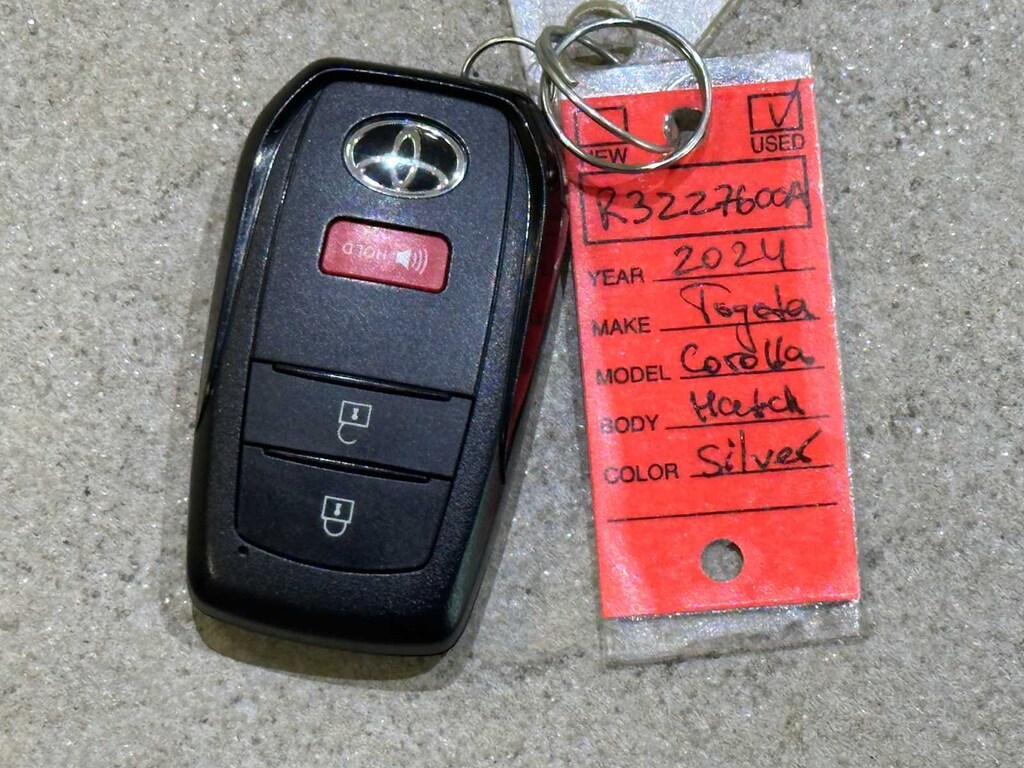 HOLD
NEW
USED
R3227600A
YEAR 2024
MAKE Toyota
MODEL Corolla
BODY Hatch
COLOR Silver